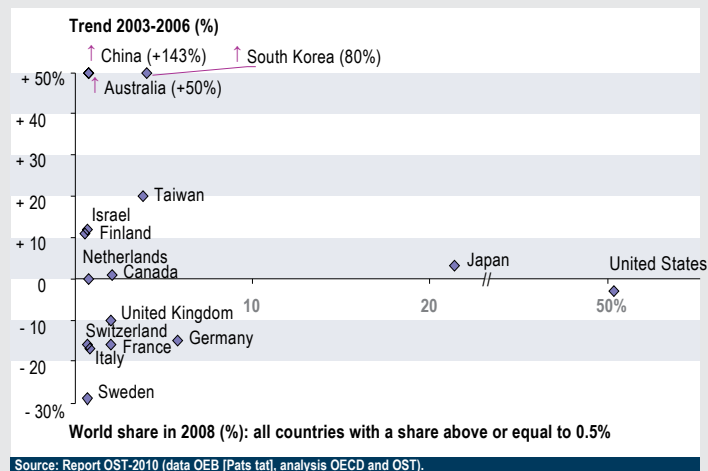 Trend 2003-2006 (%)
↑ China (+143%) ↑ South Korea (80%)
+ 50% ↑ Australia (+50%)
+ 40
+ 30
Taiwan
+ 20
Israel
Finland
+ 10
Netherlands
Canada
Japan
United States
0
10 20 50%
United Kingdom
- 10
Switzerland
France
Germany
Italy
- 20
Sweden
- 30%
World share in 2008 (%): all countries with a share above or equal to 0.5%
Source: Report OST-2010 (data OEB [Pats tat], analysis OECD and OST).